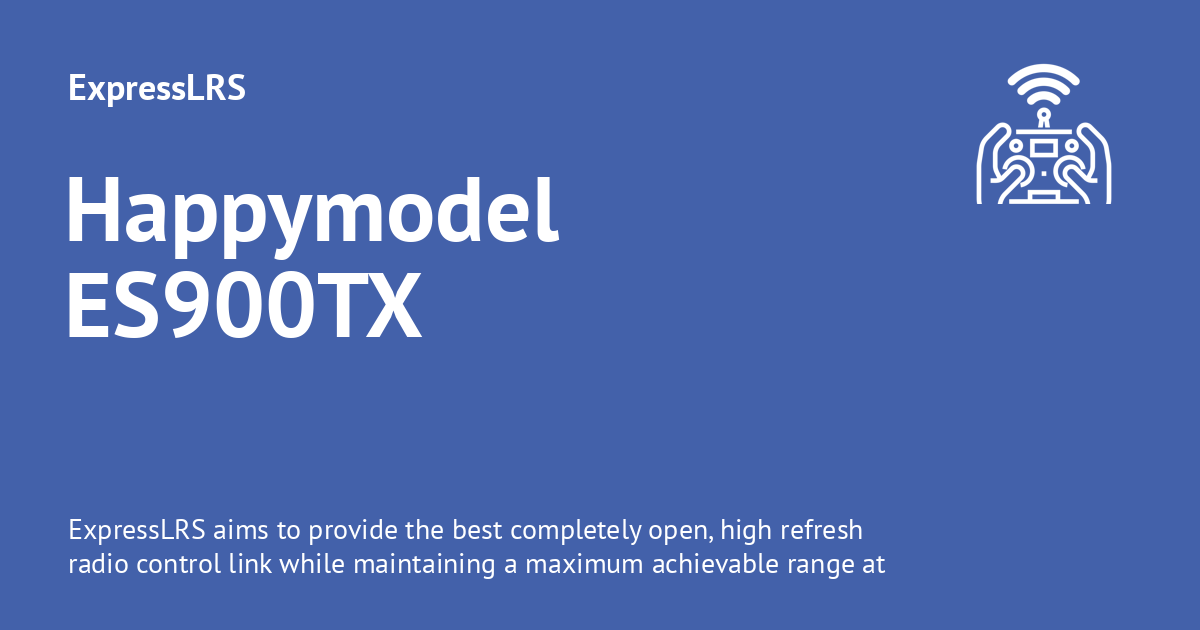 ExpressLRS
Happymodel
ES900TX
ExpressLRS aims to provide the best completely open, high refresh
radio control link while maintaining a maximum achievable range at